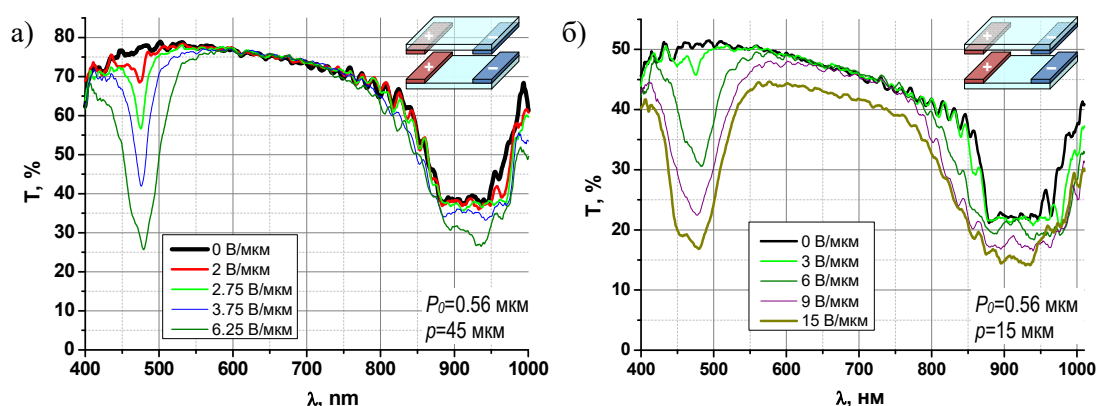 а)
T, %
80
70
60
50
40
30
20
10
0
400 500 600 700 800 900 1000
λ, nm
+
−
+
−
0 В/мкм
2 В/мкм
2.75 В/мкм
3.75 В/мкм
6.25 В/мкм
P₀=0.56 мкм
p=45 мкм
б)
T, %
50
40
30
20
10
0
400 500 600 700 800 900 1000
λ, нм
+
−
+
−
0 В/мкм
3 В/мкм
6 В/мкм
9 В/мкм
15 В/мкм
P₀=0.56 мкм
p=15 мкм